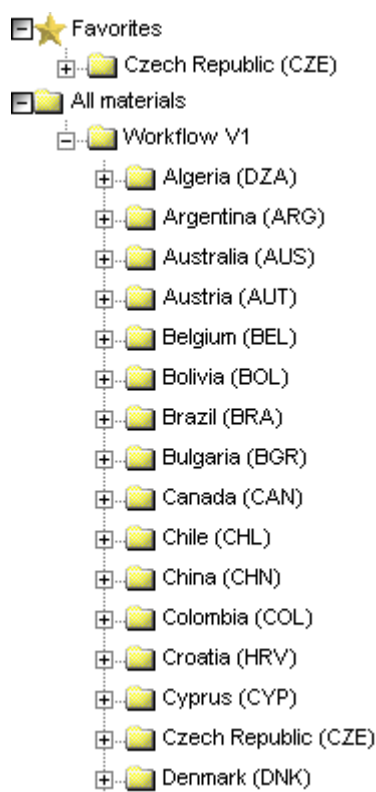 Favorites
Czech Republic (CZE)
All materials
Workflow V1
Algeria (DZA)
Argentina (ARG)
Australia (AUS)
Austria (AUT)
Belgium (BEL)
Bolivia (BOL)
Brazil (BRA)
Bulgaria (BGR)
Canada (CAN)
Chile (CHL)
China (CHN)
Colombia (COL)
Croatia (HRV)
Cyprus (CYP)
Czech Republic (CZE)
Denmark (DNK)